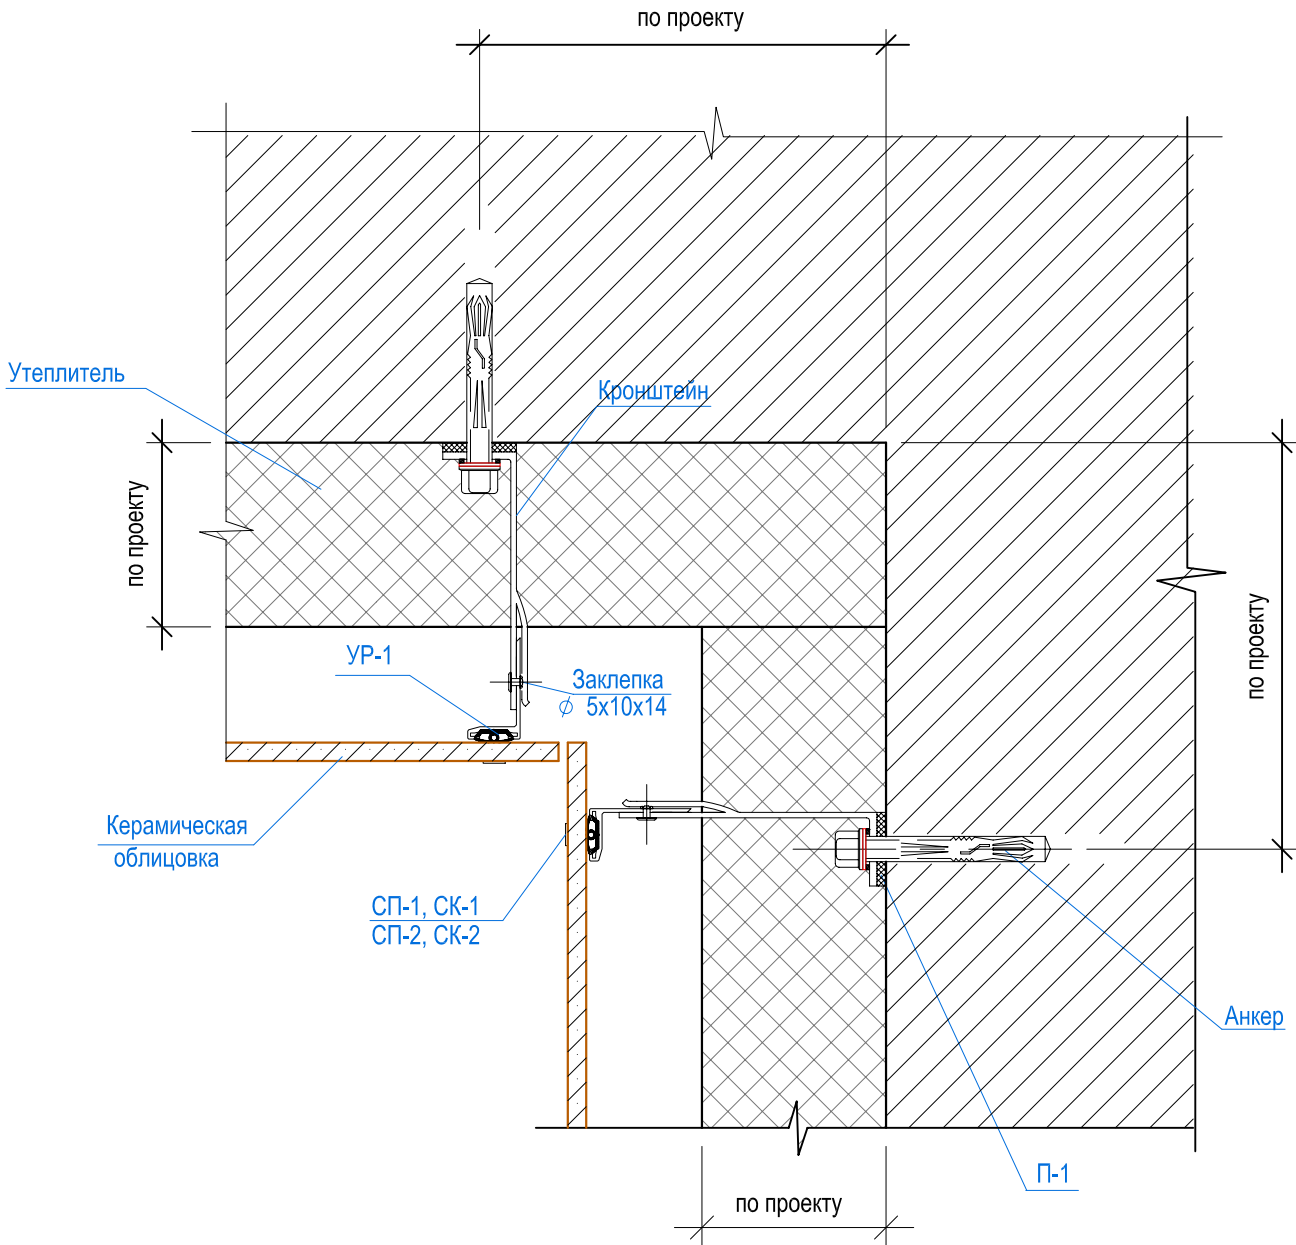 по проекту
Утеплитель
Кронштейн
по проекту
по проекту
УР-1
Заклепка
⌀ 5х10х14
Керамическая
облицовка
СП-1, СК-1
СП-2, СК-2
Анкер
П-1
по проекту